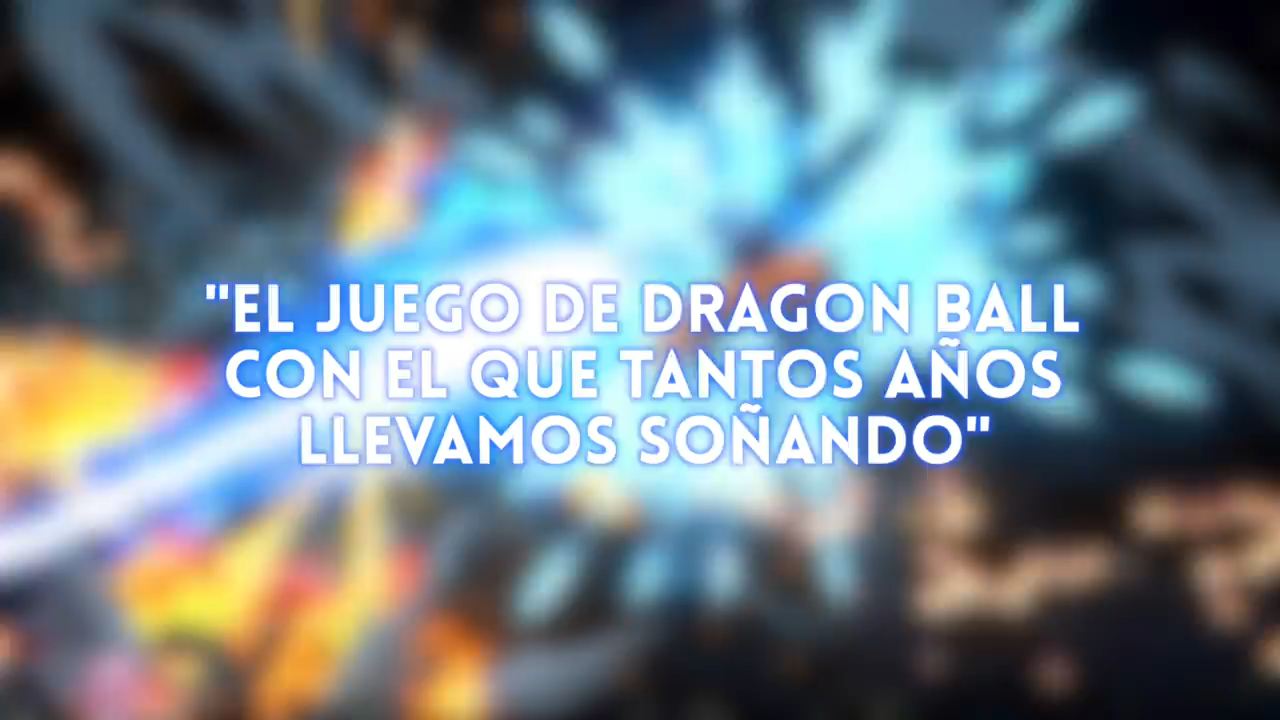 "EL JUEGO DE DRAGON BALL
CON EL QUE TANTOS AÑOS
LLEVAMOS SOÑANDO"